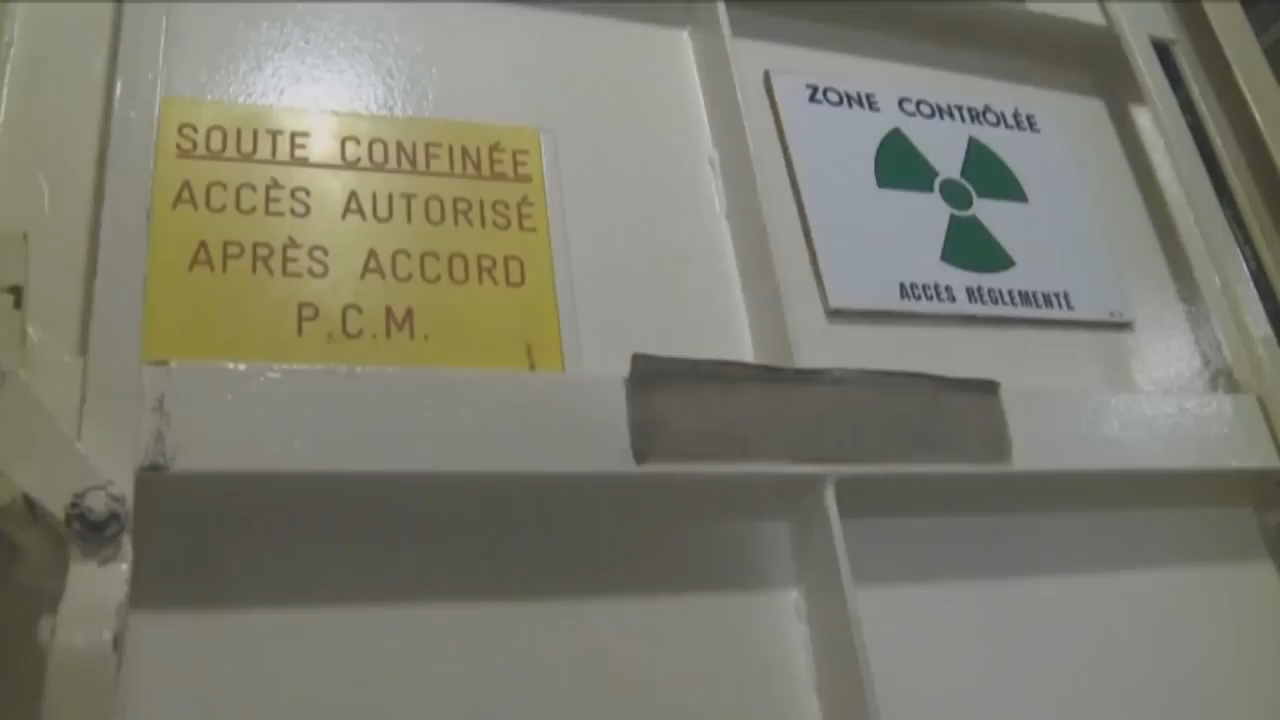 SOUTE CONFINÉE
ACCÈS AUTORISÉ
APRÈS ACCORD
P.C.M.
ZONE CONTRÔLÉE
ACCÈS RÉGLEMENTÉ